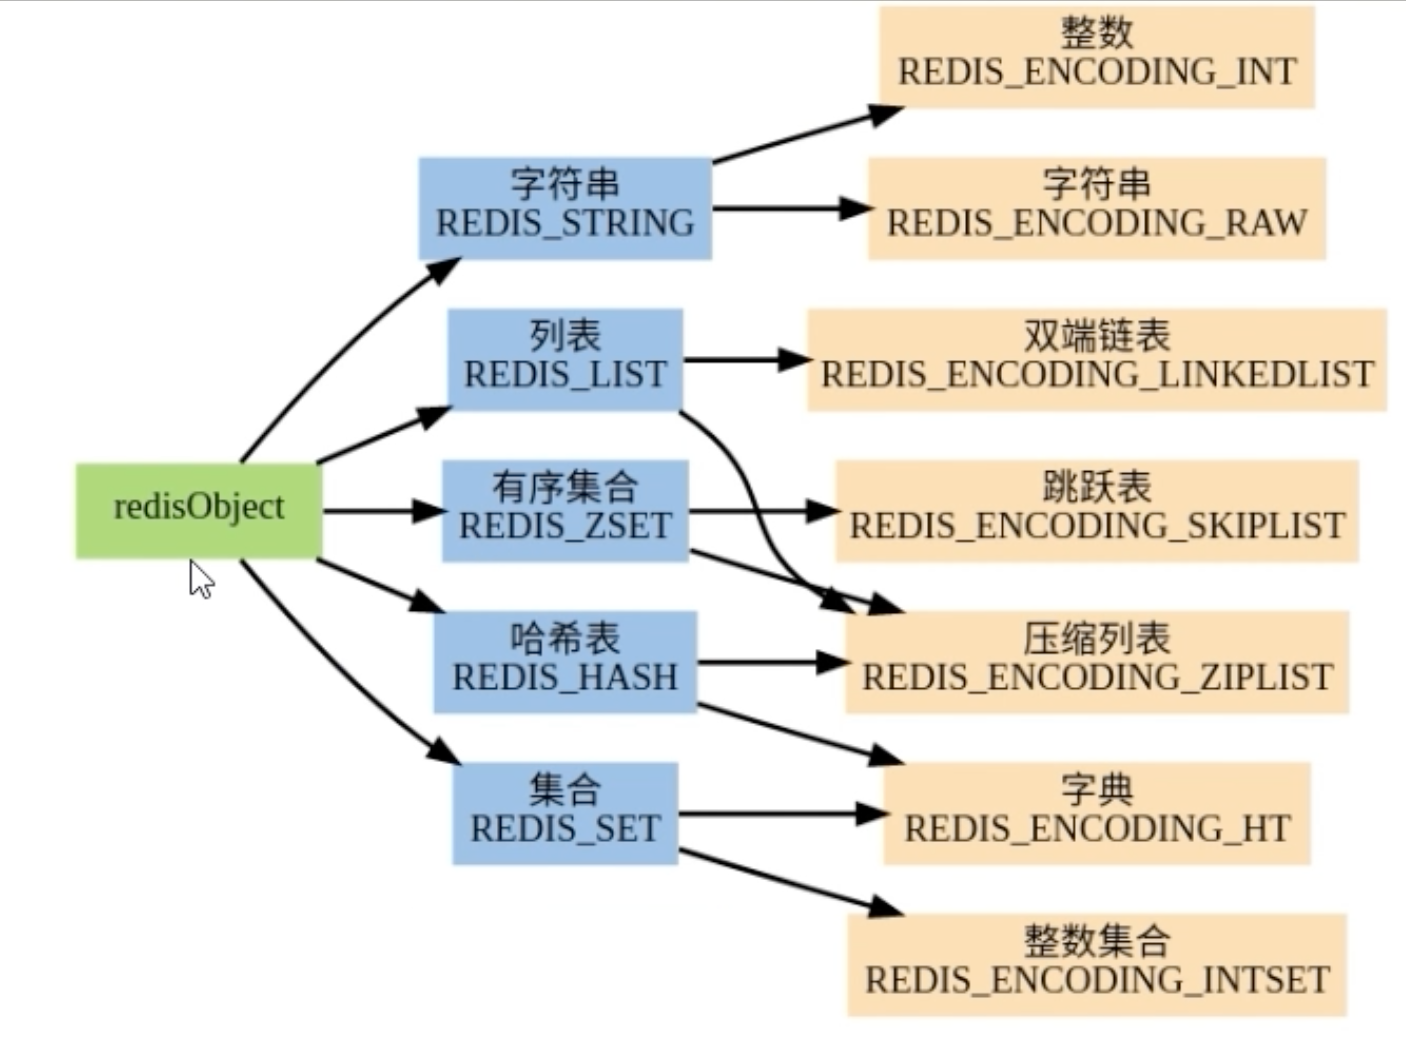 整数
REDIS_ENCODING_INT
字符串
REDIS_STRING
字符串
REDIS_ENCODING_RAW
列表
REDIS_LIST
双端链表
REDIS_ENCODING_LINKEDLIST
redisObject
有序集合
REDIS_ZSET
跳跃表
REDIS_ENCODING_SKIPLIST
哈希表
REDIS_HASH
压缩列表
REDIS_ENCODING_ZIPLIST
集合
REDIS_SET
字典
REDIS_ENCODING_HT
整数集合
REDIS_ENCODING_INTSET